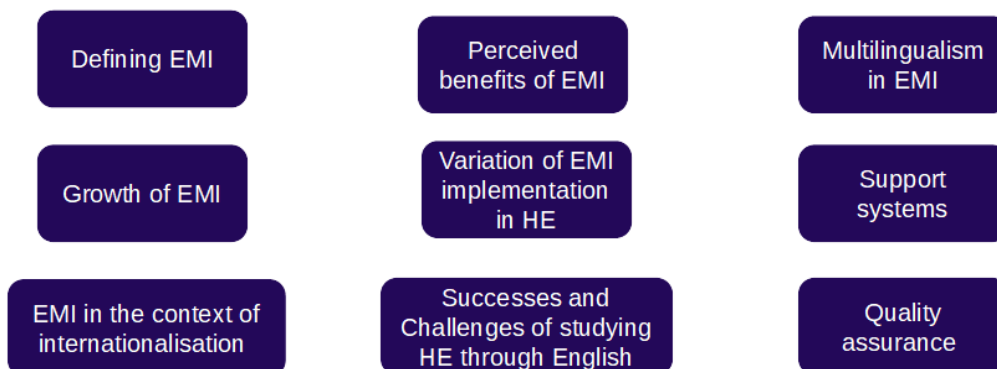 Defining EMI
Perceived
benefits of EMI
Multilingualism
in EMI
Growth of EMI
Variation of EMI
implementation
in HE
Support
systems
EMI in the context of
internationalisation
Successes and
Challenges of studying
HE through English
Quality
assurance